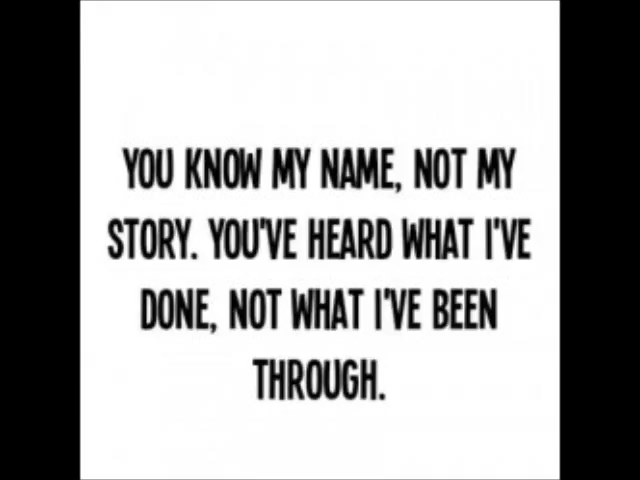 YOU KNOW MY NAME, NOT MY
STORY. YOU'VE HEARD WHAT I'VE
DONE, NOT WHAT I'VE BEEN
THROUGH.